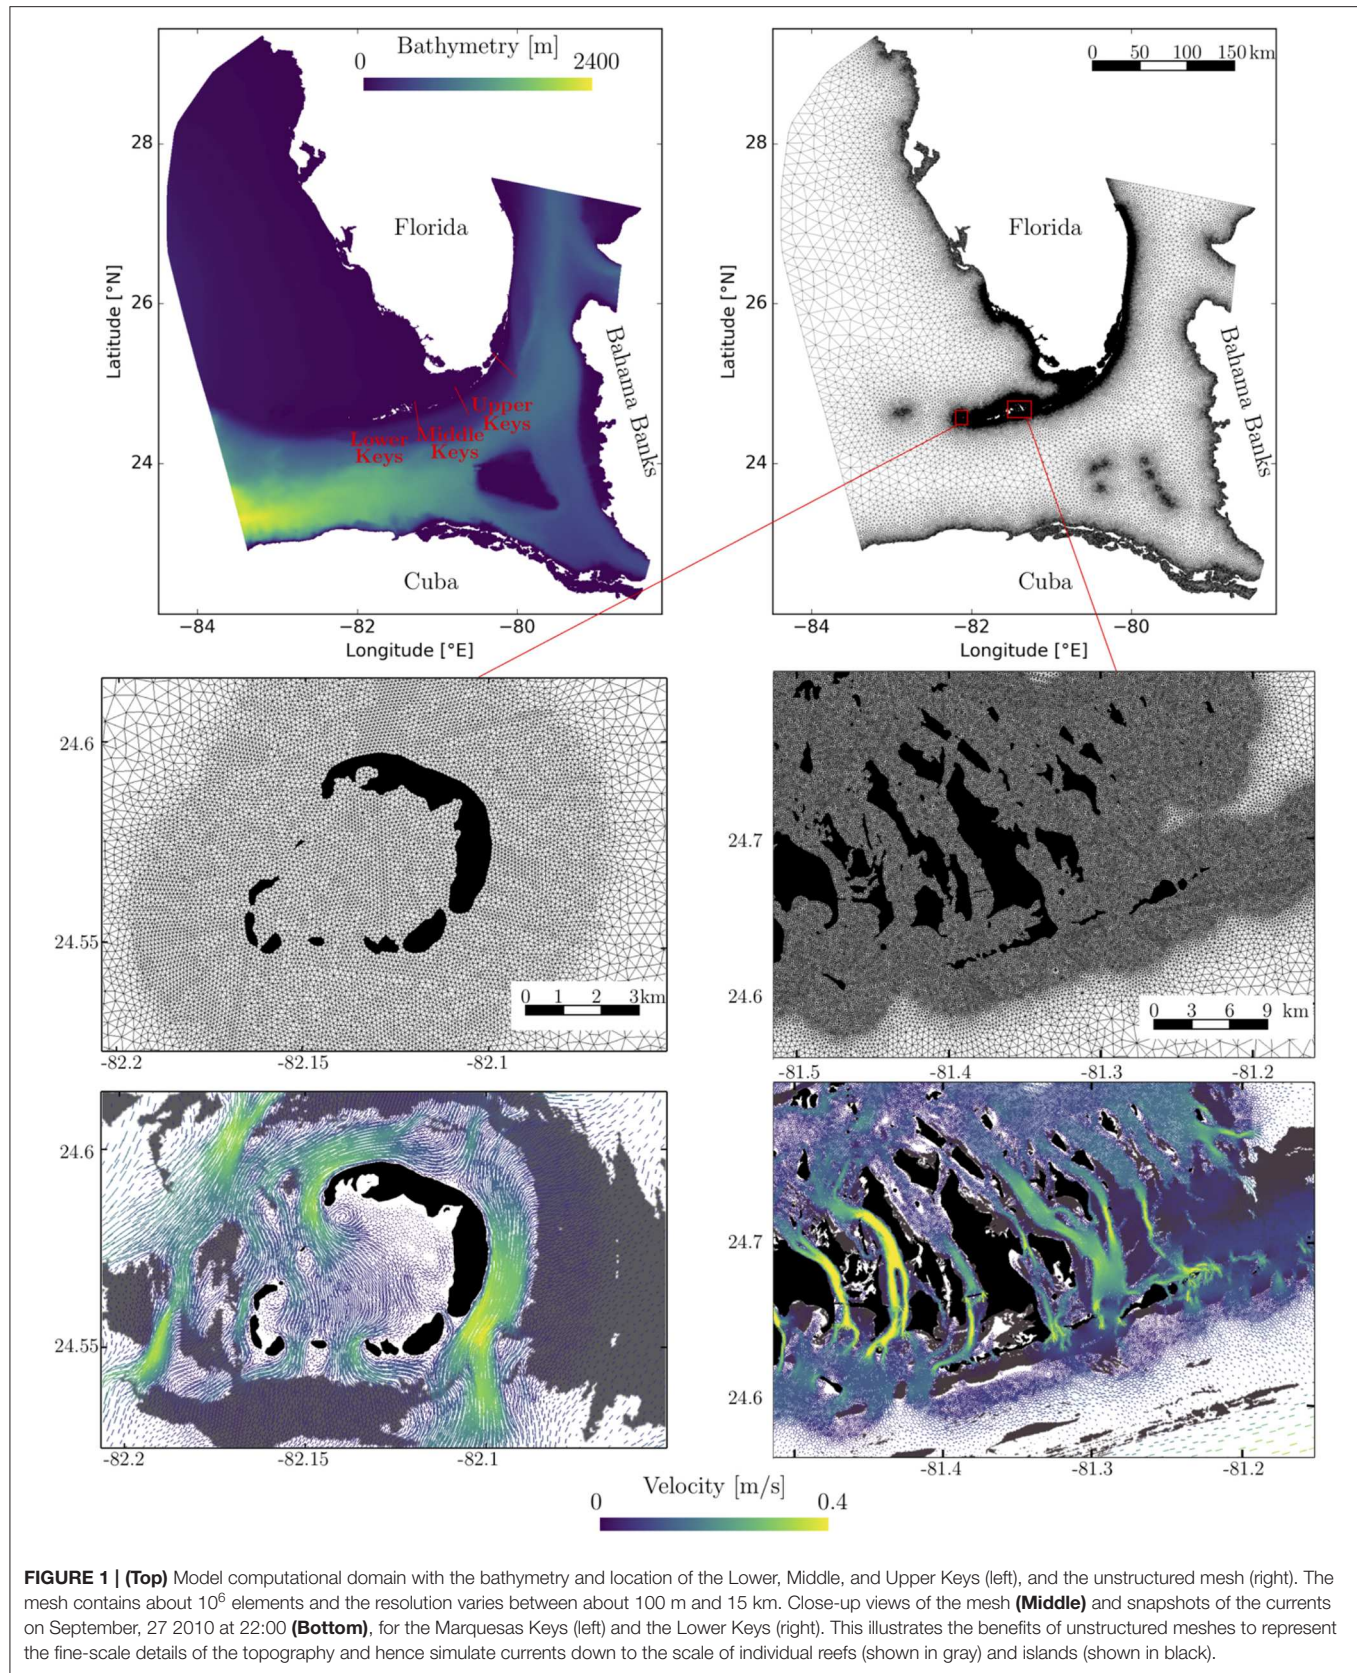 Bathymetry [m]
0 2400
28
26
24
Latitude [°N]
Florida
Bahama Banks
Upper
Keys
Middle
Keys
Lower
Keys
Cuba
−84 −82 −80
Longitude [°E]
0 50 100 150 km
28
26
24
Latitude [°N]
Florida
Bahama Banks
Cuba
−84 −82 −80
Longitude [°E]
24.6
24.55
0 1 2 3km
-82.2 -82.15 -82.1
24.7
24.6
0 3 6 9 km
-81.5 -81.4 -81.3 -81.2
24.6
24.55
-82.2 -82.15 -82.1
24.7
24.6
-81.4 -81.3 -81.2
Velocity [m/s]
0 0.4
FIGURE 1 | (Top) Model computational domain with the bathymetry and location of the Lower, Middle, and Upper Keys (left), and the unstructured mesh (right). The
mesh contains about 10⁶ elements and the resolution varies between about 100 m and 15 km. Close-up views of the mesh (Middle) and snapshots of the currents
on September, 27 2010 at 22:00 (Bottom), for the Marquesas Keys (left) and the Lower Keys (right). This illustrates the benefits of unstructured meshes to represent
the fine-scale details of the topography and hence simulate currents down to the scale of individual reefs (shown in gray) and islands (shown in black).